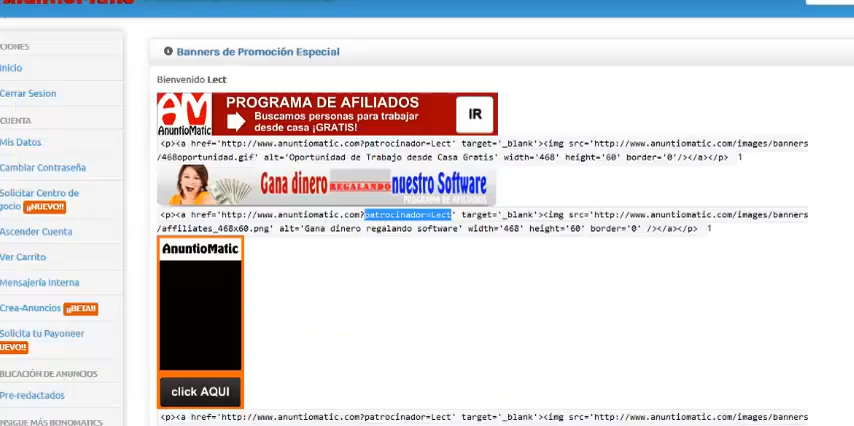 AnuntioMatic
CIONES
Inicio
Cerrar Sesion
CUENTA
Mis Datos
Cambiar Contraseña
Solicitar Centro de
gocio ¡¡NUEVO!!
Ascender Cuenta
Ver Carrito
Mensajería Interna
Crea-Anuncios ¡¡BETA!!
Solicita tu Payoneer
UEVO!!
BLICACIÓN DE ANUNCIOS
Pre-redactados
NSIGUE MÁS BONOMATICS
Banners de Promoción Especial
Bienvenido Lect
AM
AnuntioMatic
PROGRAMA DE AFILIADOS
Buscamos personas para trabajar
desde casa ¡GRATIS!
IR
<p><a href='http://www.anuntiomatic.com?patrocinador=Lect' target='_blank'><img src='http://www.anuntiomatic.com/images/banners
/468oportunidad.gif' alt='Oportunidad de Trabajo desde Casa Gratis' width='468' height='60' border='0'/></a></p> 1
Gana dinero REGALANDO nuestro Software
PROGRAMA DE AFILIADOS
<p><a href='http://www.anuntiomatic.com?patrocinador=Lect' target='_blank'><img src='http://www.anuntiomatic.com/images/banners
/affiliates_468x60.png' alt='Gana dinero regalando software' width='468' height='60' border='0' /></a></p> 1
AnuntioMatic
click AQUI
<p><a href='http://www.anuntiomatic.com?patrocinador=Lect' target='_blank'><img src='http://www.anuntiomatic.com/images/banners